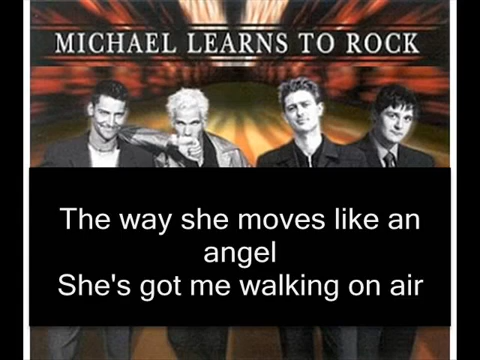 MICHAEL LEARNS TO ROCK
The way she moves like an
angel
She's got me walking on air